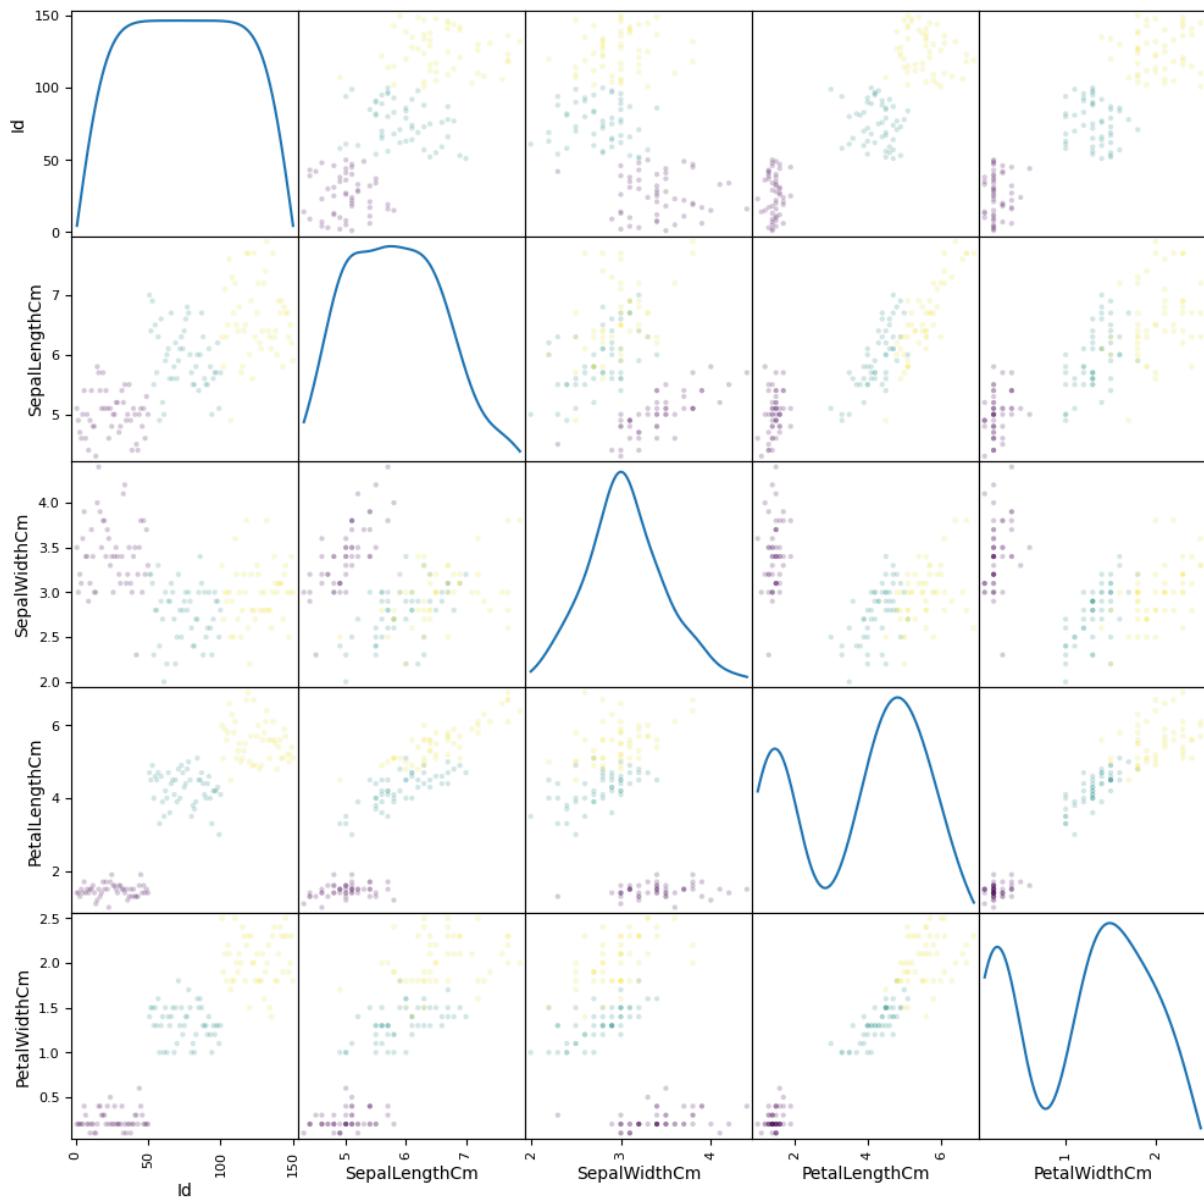 150
100
50
0
Id
7
6
5
SepalLengthCm
4.0
3.5
3.0
2.5
2.0
SepalWidthCm
6
4
2
PetalLengthCm
2.5
2.0
1.5
1.0
0.5
PetalWidthCm
0 50 100 150 5 6 7 2 3 4 2 4 6 1 2
Id SepalLengthCm SepalWidthCm PetalLengthCm PetalWidthCm